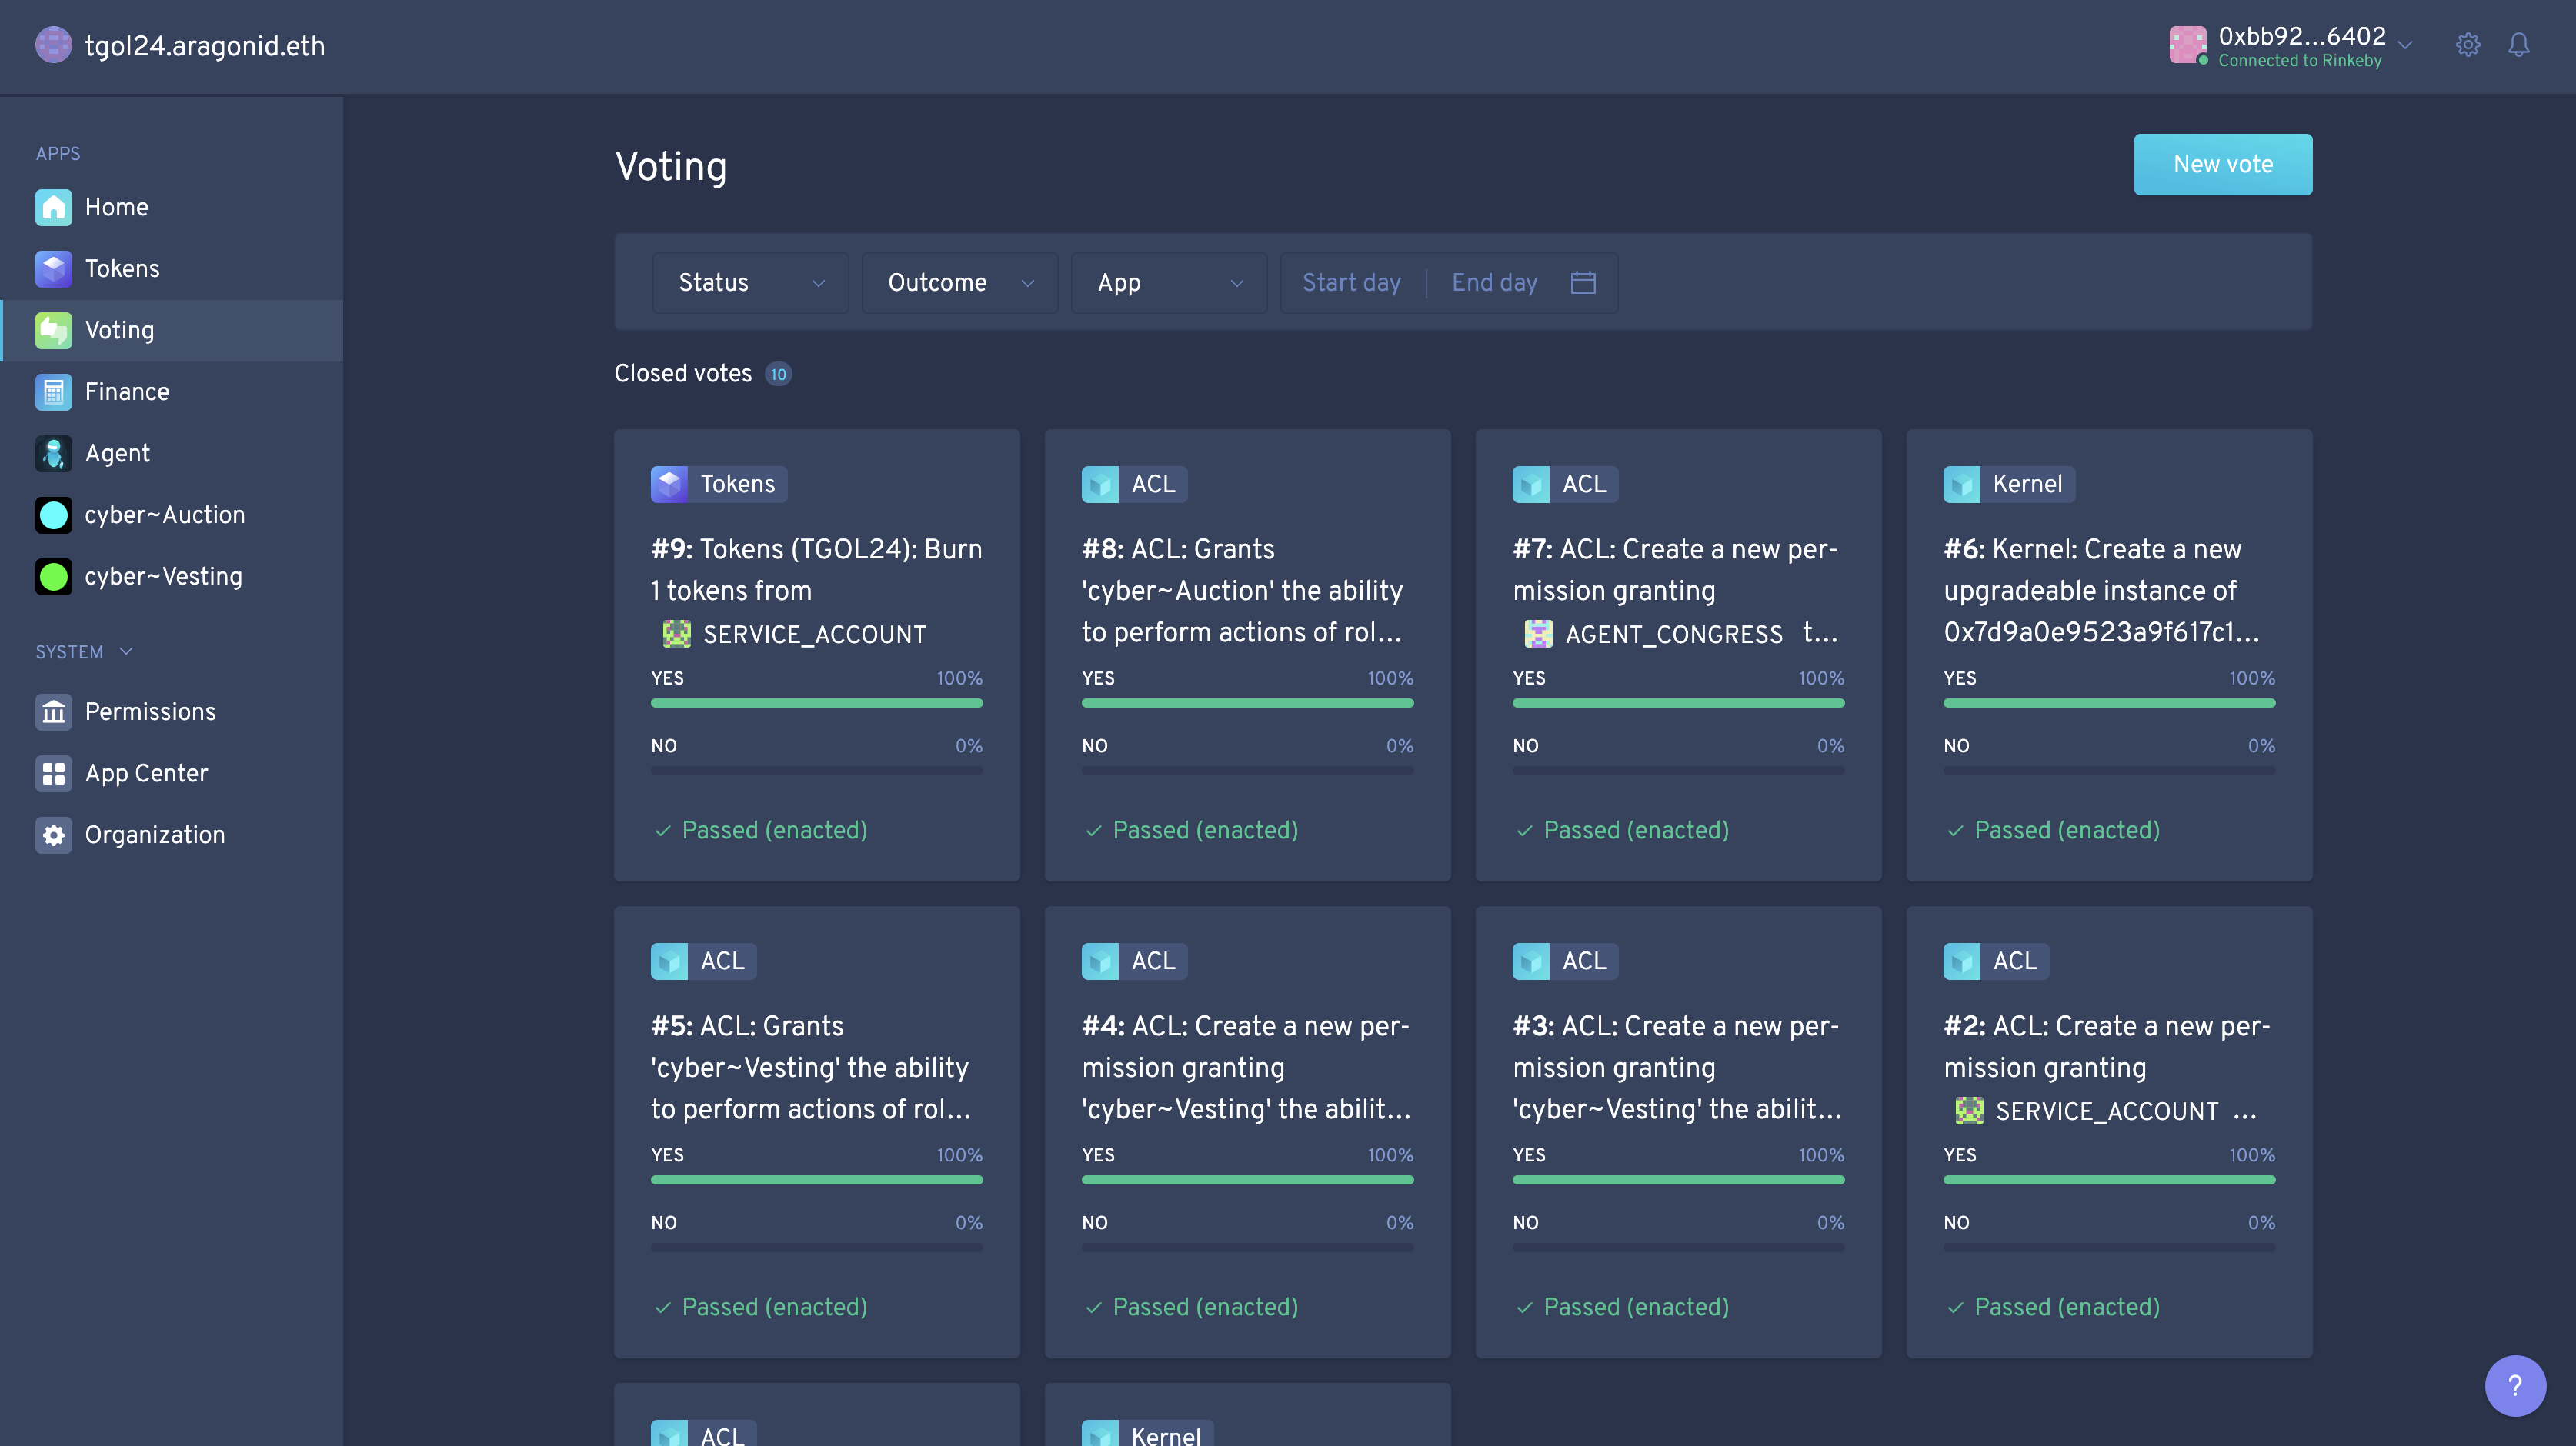 tgol24.aragonid.eth
0xbb92...6402
Connected to Rinkeby
APPS
Home
Tokens
Voting
Finance
Agent
cyber~Auction
cyber~Vesting
SYSTEM
Permissions
App Center
Organization
Voting
New vote
Status
Outcome
App
Start day
End day
Closed votes 10
Tokens
#9: Tokens (TGOL24): Burn
1 tokens from
SERVICE_ACCOUNT
YES 100%
NO 0%
Passed (enacted)
ACL
#8: ACL: Grants
'cyber~Auction' the ability
to perform actions of rol...
YES 100%
NO 0%
Passed (enacted)
ACL
#7: ACL: Create a new per-
mission granting
AGENT_CONGRESS t...
YES 100%
NO 0%
Passed (enacted)
Kernel
#6: Kernel: Create a new
upgradeable instance of
0x7d9a0e9523a9f617c1...
YES 100%
NO 0%
Passed (enacted)
ACL
#5: ACL: Grants
'cyber~Vesting' the ability
to perform actions of rol...
YES 100%
NO 0%
Passed (enacted)
ACL
#4: ACL: Create a new per-
mission granting
'cyber~Vesting' the abilit...
YES 100%
NO 0%
Passed (enacted)
ACL
#3: ACL: Create a new per-
mission granting
'cyber~Vesting' the abilit...
YES 100%
NO 0%
Passed (enacted)
ACL
#2: ACL: Create a new per-
mission granting
SERVICE_ACCOUNT ...
YES 100%
NO 0%
Passed (enacted)
ACL
Kernel
?